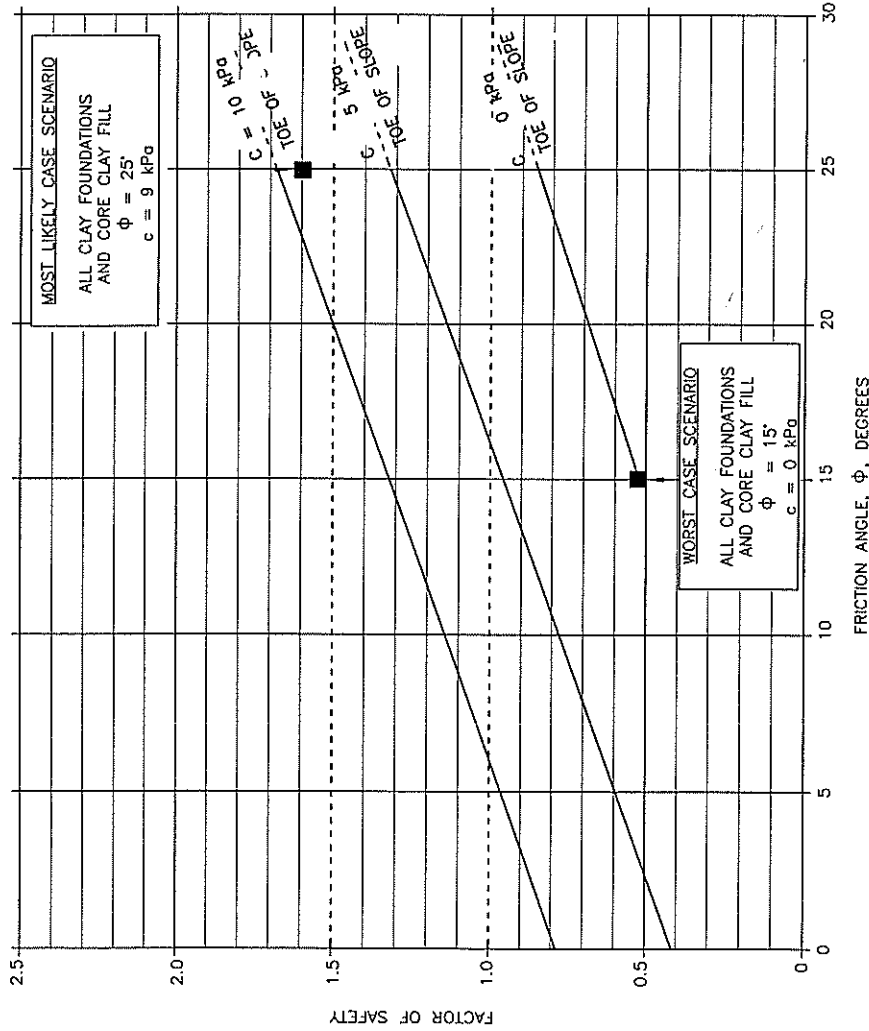 MOST LIKELY CASE SCENARIO
ALL CLAY FOUNDATIONS
AND CORE CLAY FILL
ϕ = 25°
c = 9 kPa
C = 10 kPa
TOE OF
5 kPa
C
TOE OF SLOPE
0 kPa
C
TOE OF SLOPE
WORST CASE SCENARIO
ALL CLAY FOUNDATIONS
AND CORE CLAY FILL
ϕ = 15°
c = 0 kPa
2.5
2.0
1.5
1.0
0.5
0
FACTOR OF SAFETY
0
5
10
15
20
25
30
FRICTION ANGLE, Φ, DEGREES